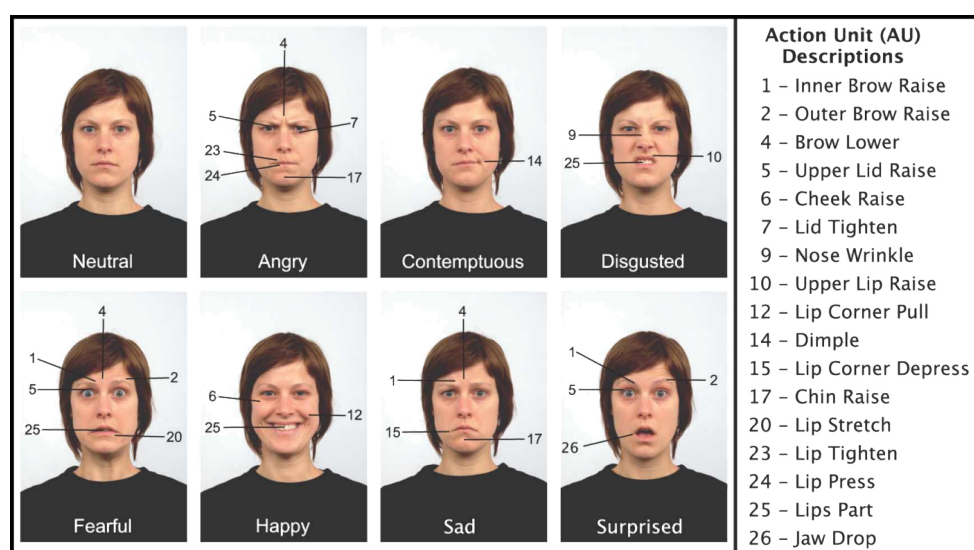 4
5
7
23
24
17
14
9
10
25
Neutral
Angry
Contemptuous
Disgusted
4
1
2
5
25
20
6
12
25
4
1
15
17
1
2
5
26
Fearful
Happy
Sad
Surprised
Action Unit (AU)
Descriptions
1 – Inner Brow Raise
2 – Outer Brow Raise
4 – Brow Lower
5 – Upper Lid Raise
6 – Cheek Raise
7 – Lid Tighten
9 – Nose Wrinkle
10 – Upper Lip Raise
12 – Lip Corner Pull
14 – Dimple
15 – Lip Corner Depress
17 – Chin Raise
20 – Lip Stretch
23 – Lip Tighten
24 – Lip Press
25 – Lips Part
26 – Jaw Drop